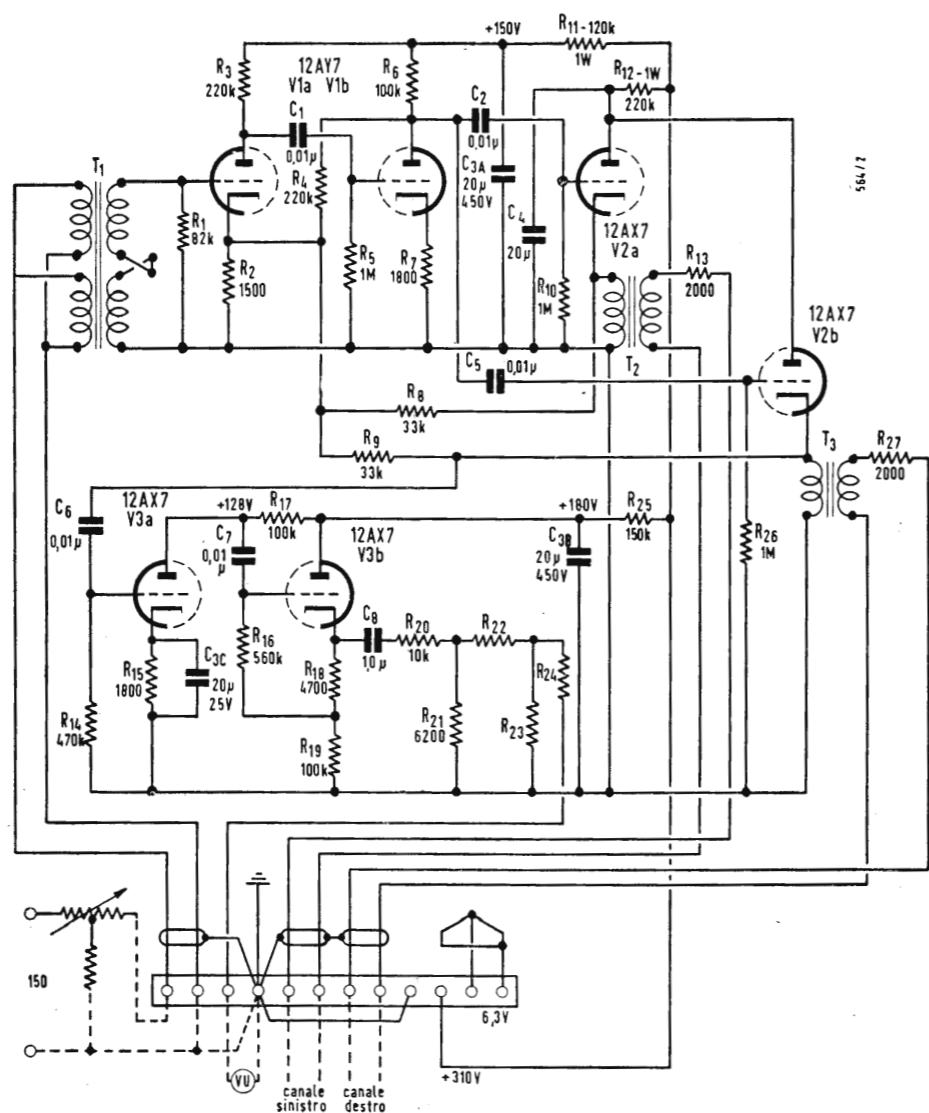 +150V
R11-120k
1W
R3
220k
12AY7
V1a V1b
R6
100k
R12-1W
220k
C1
0,01µ
C2
0,01µ
R4
220k
C3A
20µ
450V
564/2
T1
R1
82k
C4
20µ
12AX7
V2a
R2
1500
R5
1M
R7
1800
R10
1M
R13
2000
T2
12AX7
V2b
C5
0,01µ
R8
33k
R9
33k
T3
R27
2000
C6
0,01µ
12AX7
V3a
+128V
R17
100k
C7
0,01
µ
12AX7
V3b
+180V
C3B
20µ
450V
R25
150k
R26
1M
R14
470k
R15
1800
C3C
20µ
25V
R16
560k
R18
4700
C8
1,0µ
R20
10k
R22
R24
R21
6200
R23
R19
100k
150
6,3V
VU
canale
sinistro
canale
destro
+310V